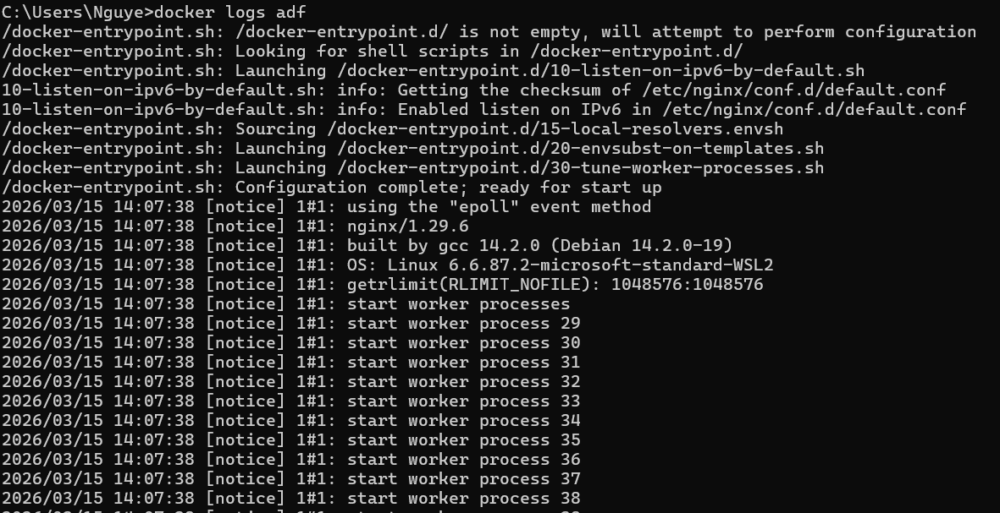 C:\Users\Nguye>docker logs adf
/docker-entrypoint.sh: /docker-entrypoint.d/ is not empty, will attempt to perform configuration
/docker-entrypoint.sh: Looking for shell scripts in /docker-entrypoint.d/
/docker-entrypoint.sh: Launching /docker-entrypoint.d/10-listen-on-ipv6-by-default.sh
10-listen-on-ipv6-by-default.sh: info: Getting the checksum of /etc/nginx/conf.d/default.conf
10-listen-on-ipv6-by-default.sh: info: Enabled listen on IPv6 in /etc/nginx/conf.d/default.conf
/docker-entrypoint.sh: Sourcing /docker-entrypoint.d/15-local-resolvers.envsh
/docker-entrypoint.sh: Launching /docker-entrypoint.d/20-envsubst-on-templates.sh
/docker-entrypoint.sh: Launching /docker-entrypoint.d/30-tune-worker-processes.sh
/docker-entrypoint.sh: Configuration complete; ready for start up
2026/03/15 14:07:38 [notice] 1#1: using the "epoll" event method
2026/03/15 14:07:38 [notice] 1#1: nginx/1.29.6
2026/03/15 14:07:38 [notice] 1#1: built by gcc 14.2.0 (Debian 14.2.0-19)
2026/03/15 14:07:38 [notice] 1#1: OS: Linux 6.6.87.2-microsoft-standard-WSL2
2026/03/15 14:07:38 [notice] 1#1: getrlimit(RLIMIT_NOFILE): 1048576:1048576
2026/03/15 14:07:38 [notice] 1#1: start worker processes
2026/03/15 14:07:38 [notice] 1#1: start worker process 29
2026/03/15 14:07:38 [notice] 1#1: start worker process 30
2026/03/15 14:07:38 [notice] 1#1: start worker process 31
2026/03/15 14:07:38 [notice] 1#1: start worker process 32
2026/03/15 14:07:38 [notice] 1#1: start worker process 33
2026/03/15 14:07:38 [notice] 1#1: start worker process 34
2026/03/15 14:07:38 [notice] 1#1: start worker process 35
2026/03/15 14:07:38 [notice] 1#1: start worker process 36
2026/03/15 14:07:38 [notice] 1#1: start worker process 37
2026/03/15 14:07:38 [notice] 1#1: start worker process 38